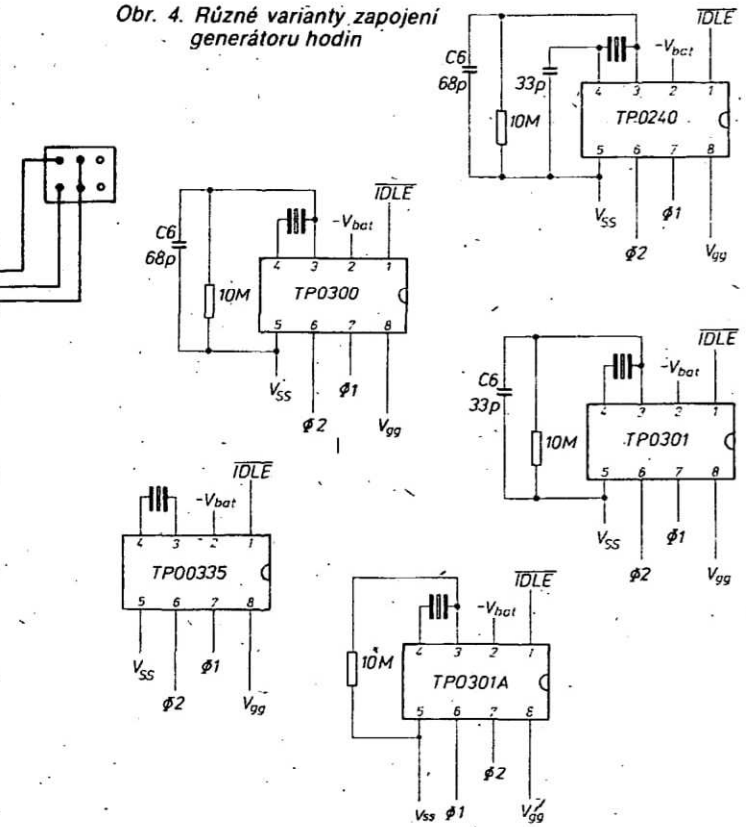 Obr. 4. Různé varianty zapojení
generátoru hodin
IDLE
C6
68p
33p
-Vbat
4 3 2 1
10M
TP0240
5 6 7 8
VSS
Φ1
Φ2
Vgg
IDLE
C6
68p
-Vbat
4 3 2 1
10M
TP0300
5 6 7 8
VSS
Φ1
Φ2
Vgg
IDLE
C6
33p
-Vbat
4 3 2 1
10M
TP0301
5 6 7 8
VSS
Φ1
Φ2
Vgg
IDLE
-Vbat
4 3 2 1
TP00335
5 6 7 8
VSS
Φ1
Φ2
Vgg
IDLE
-Vbat
4 3 2 1
10M
TP0301A
5 6 7 8
Φ2
Vss Φ1 Vgg